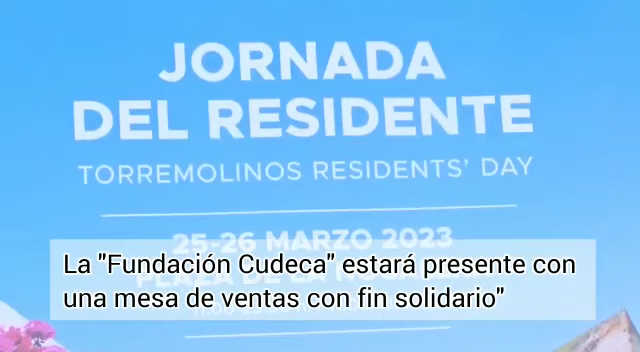 JORNADA
DEL RESIDENTE
TORREMOLINOS RESIDENTS' DAY
25-26 MARZO 2023
La "Fundación Cudeca" estará presente con
una mesa de ventas con fin solidario"